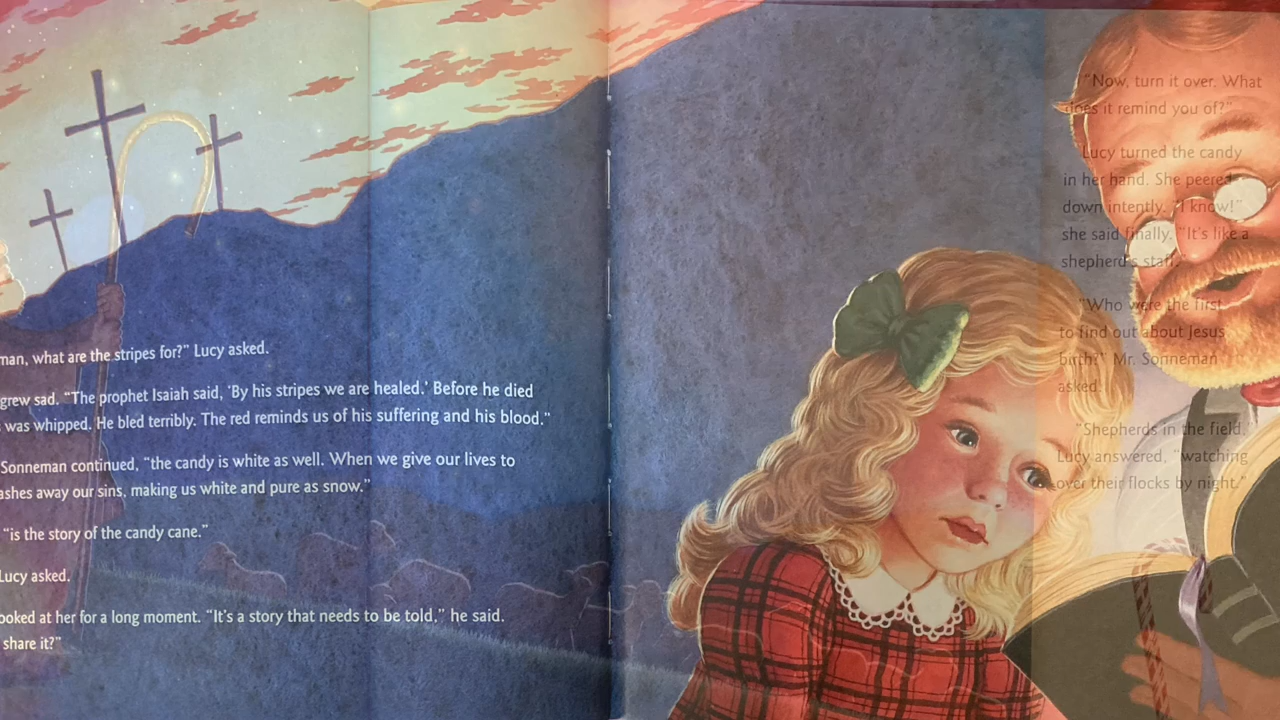 man, what are the stripes for?” Lucy asked.
grew sad. “The prophet Isaiah said, ‘By his stripes we are healed.’ Before he died
was whipped. He bled terribly. The red reminds us of his suffering and his blood.”
Sonneman continued, “the candy is white as well. When we give our lives to
ashes away our sins, making us white and pure as snow.”
“is the story of the candy cane.”
Lucy asked.
ooked at her for a long moment. “It’s a story that needs to be told,” he said.
share it?”
“Now, turn it over. What
does it remind you of?”
Lucy turned the candy
in her hand. She peered
down intently. “I know!”
she said finally. “It’s like a
shepherd’s staff.”
“Who were the first
to find out about Jesus’
birth?” Mr. Sonneman
asked.
“Shepherds in the field,”
Lucy answered, “watching
over their flocks by night.”